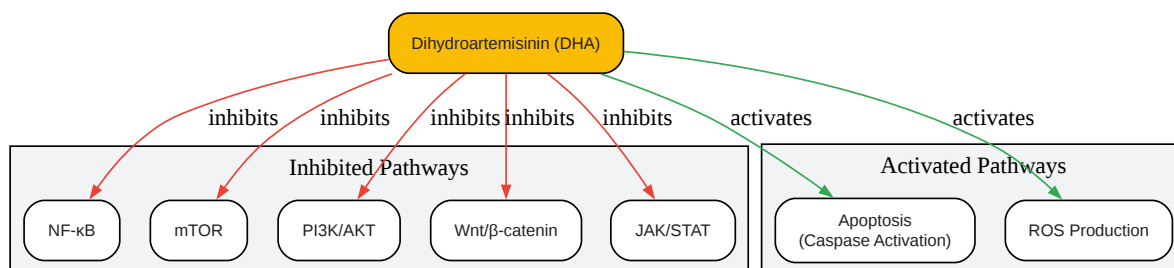 Dihydroartemisinin (DHA)
inhibits
inhibits
inhibits
inhibits
inhibits
activates
activates
Inhibited Pathways
Activated Pathways
NF-κB
mTOR
PI3K/AKT
Wnt/β-catenin
JAK/STAT
Apoptosis
(Caspase Activation)
ROS Production